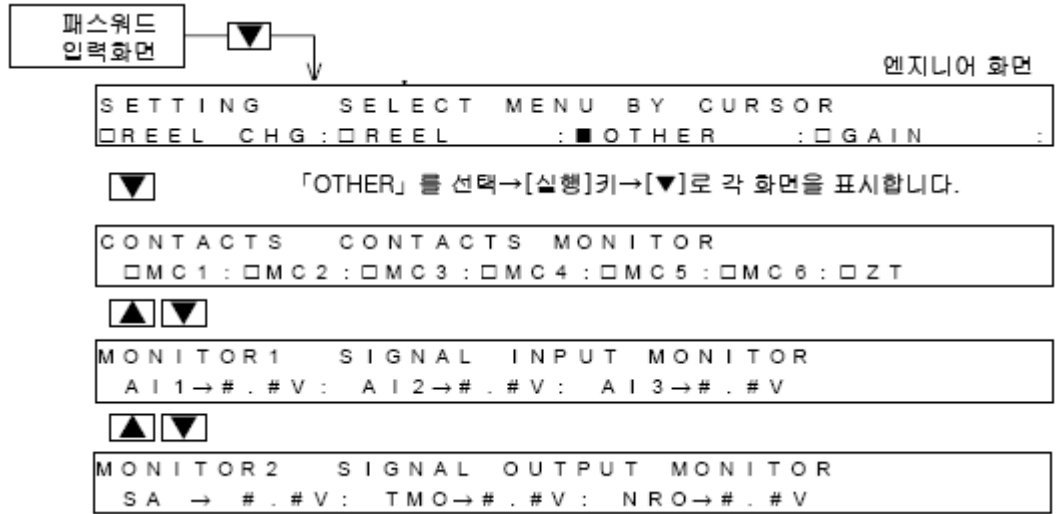 패스워드
입력화면
▼
엔지니어 화면
SETTING SELECT MENU BY CURSOR
□REEL CHG:□REEL :■OTHER :□GAIN :
▼ 「OTHER」를 선택→[실행]키→[▼]로 각 화면을 표시합니다.
CONTACTS CONTACTS MONITOR
□MC1:□MC2:□MC3:□MC4:□MC5:□MC6:□ZT
▲▼
MONITOR1 SIGNAL INPUT MONITOR
AI1→#.#V: AI2→#.#V: AI3→#.#V
▲▼
MONITOR2 SIGNAL OUTPUT MONITOR
SA → #.#V: TMO→#.#V: NRO→#.#V